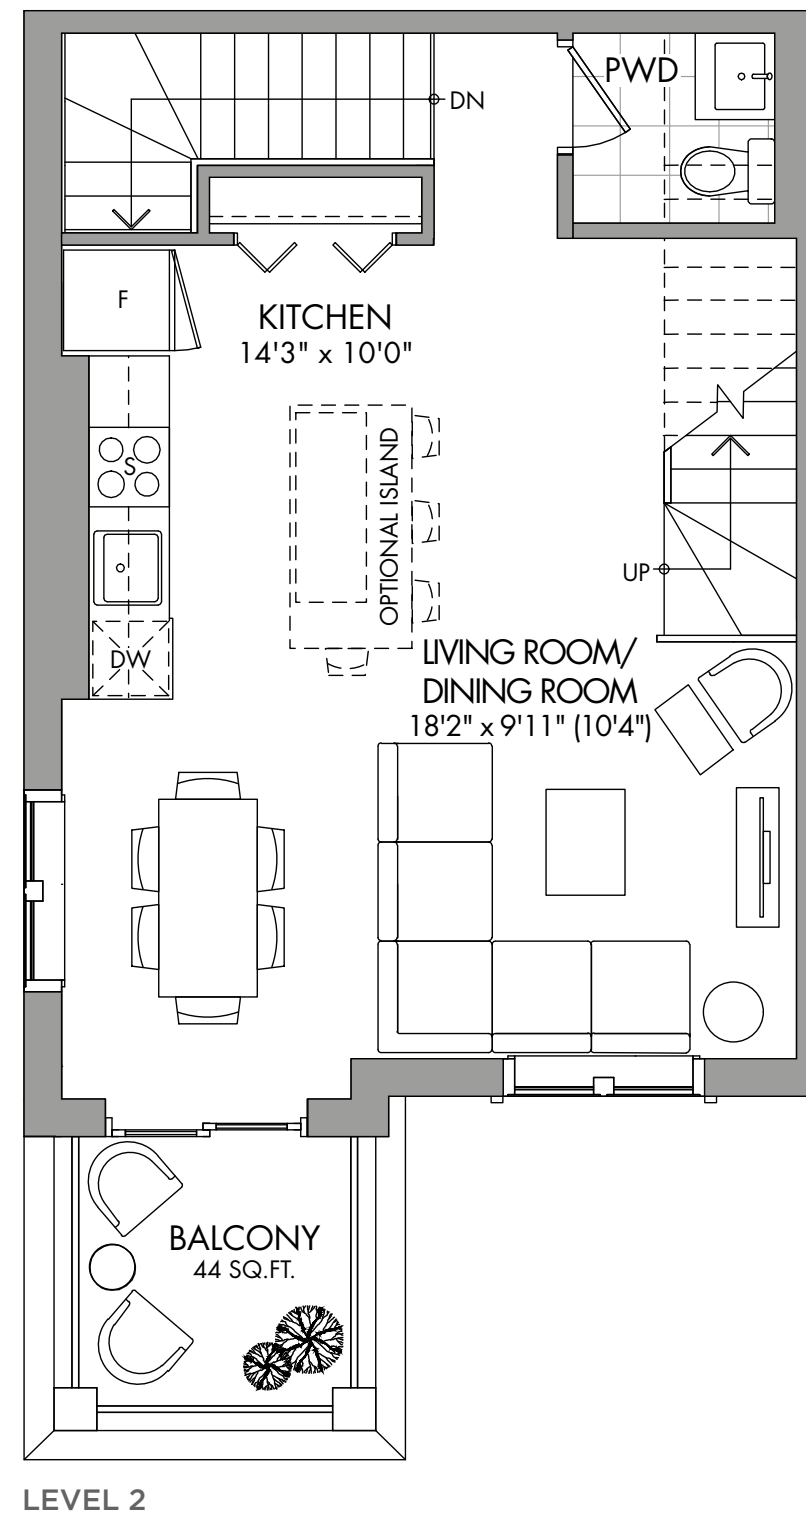 PWD
DN
F
KITCHEN
14'3" x 10'0"
OPTIONAL ISLAND
S
UP
DW
LIVING ROOM/
DINING ROOM
18'2" x 9'11" (10'4")
BALCONY
44 SQ.FT.
LEVEL 2